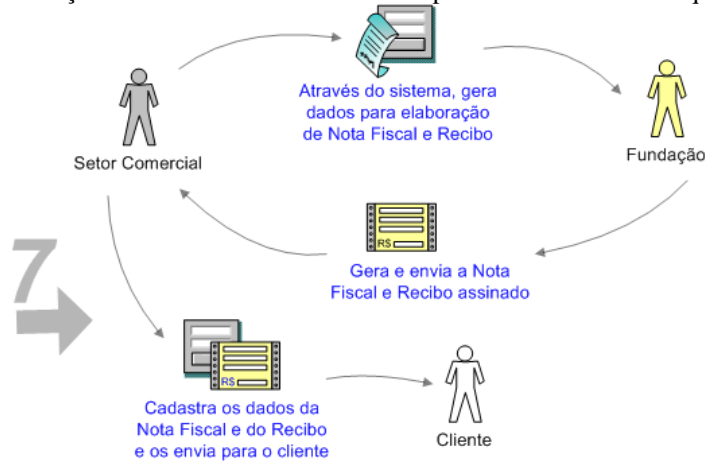 Através do sistema, gera
dados para elaboração
de Nota Fiscal e Recibo
Setor Comercial
Fundação
R$
Gera e envia a Nota
Fiscal e Recibo assinado
7
R$
Cadastra os dados da
Nota Fiscal e do Recibo
e os envia para o cliente
Cliente